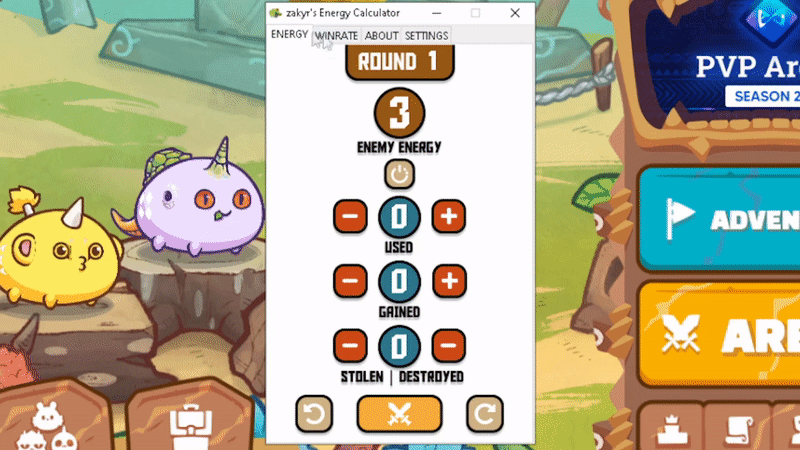 zakyr's Energy Calculator
ENERGY WINRATE ABOUT SETTINGS
ROUND 1
3
ENEMY ENERGY
0
USED
0
GAINED
0
STOLEN | DESTROYED
PVP Ar
SEASON 2
ADVEN
ARE